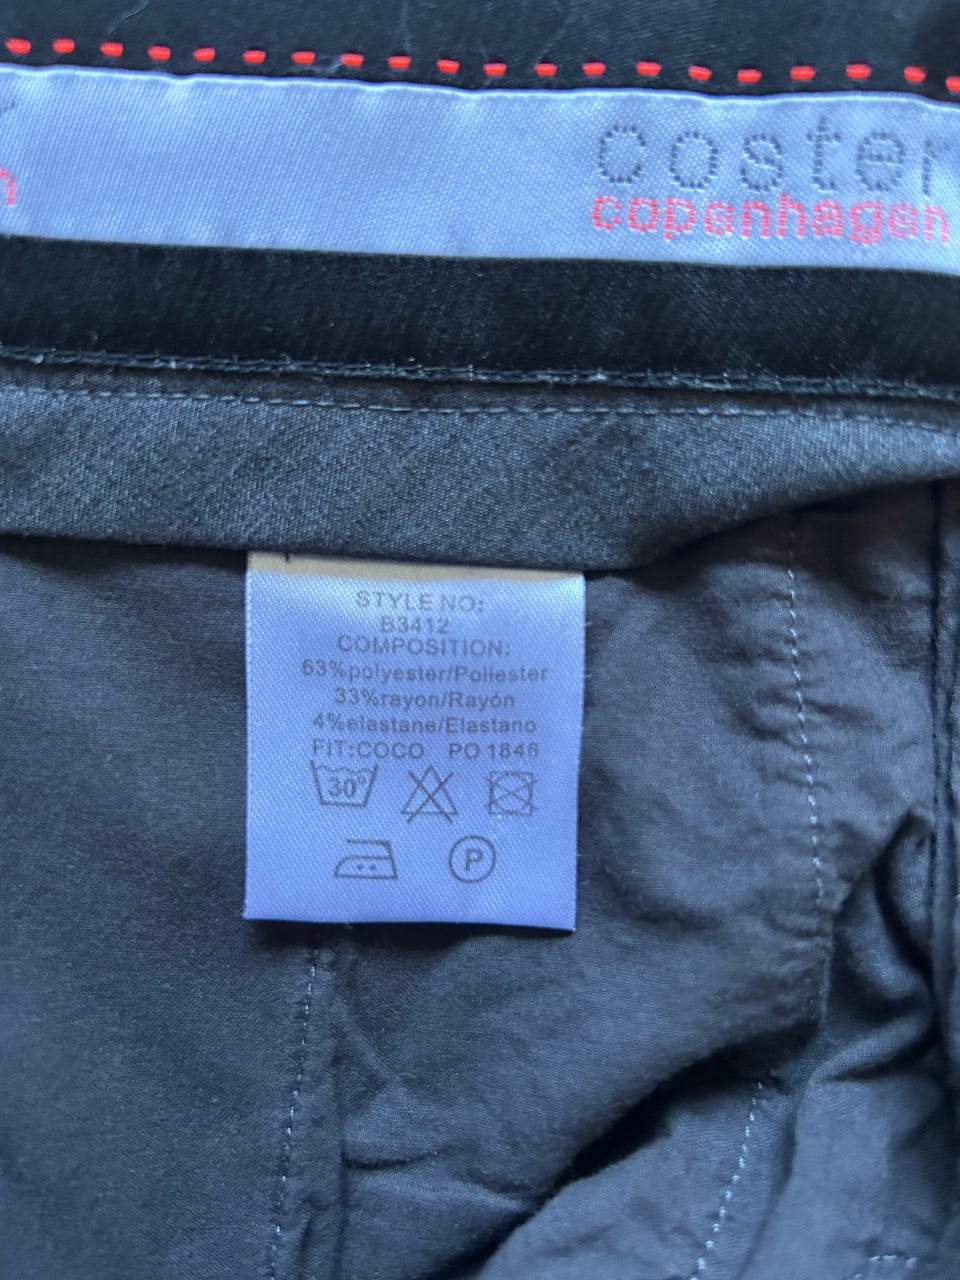 coster
copenhagen
STYLE NO:
B3412
COMPOSITION:
63%polyester/Poliester
33%rayon/Rayón
4%elastane/Elastano
FIT:COCO PO 1846
30°
P